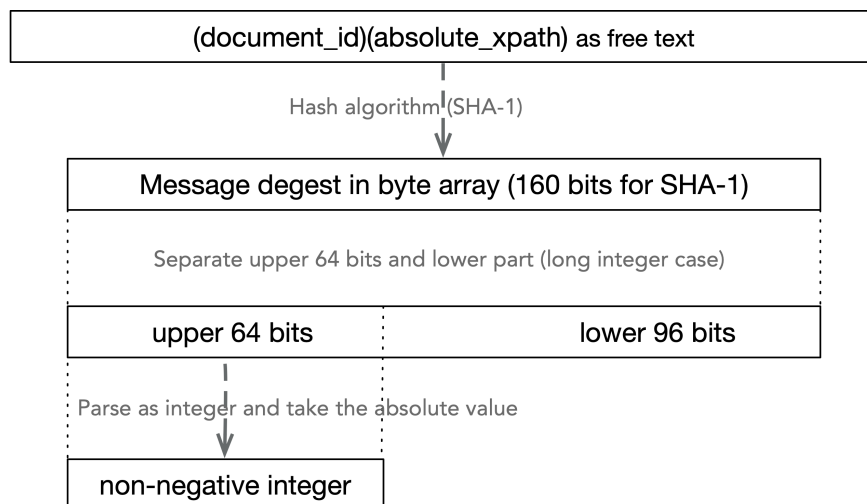 (document_id)(absolute_xpath) as free text
Hash algorithm (SHA-1)
Message degest in byte array (160 bits for SHA-1)
Separate upper 64 bits and lower part (long integer case)
upper 64 bits
lower 96 bits
Parse as integer and take the absolute value
non-negative integer